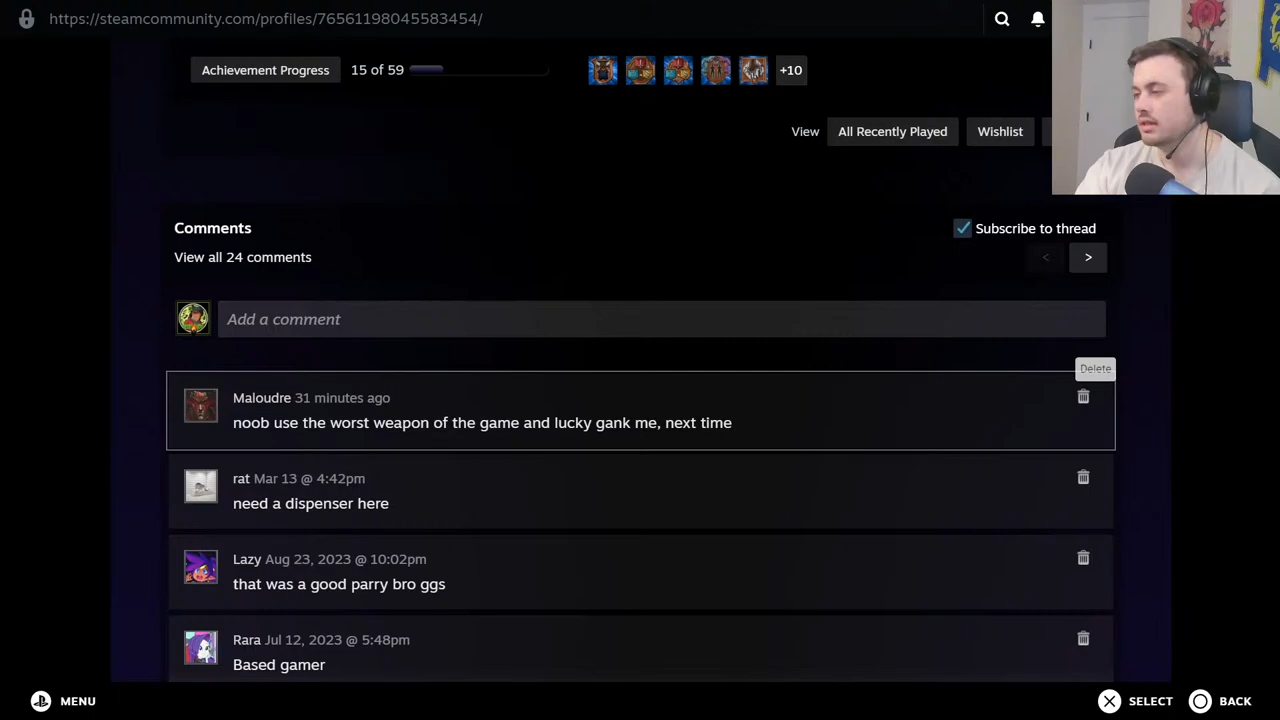 https://steamcommunity.com/profiles/76561198045583454/
Achievement Progress 15 of 59 +10
View All Recently Played Wishlist
Comments Subscribe to thread
View all 24 comments < >
Add a comment
Delete
Maloudre 31 minutes ago
noob use the worst weapon of the game and lucky gank me, next time
rat Mar 13 @ 4:42pm
need a dispenser here
Lazy Aug 23, 2023 @ 10:02pm
that was a good parry bro ggs
Rara Jul 12, 2023 @ 5:48pm
Based gamer
MENU SELECT BACK